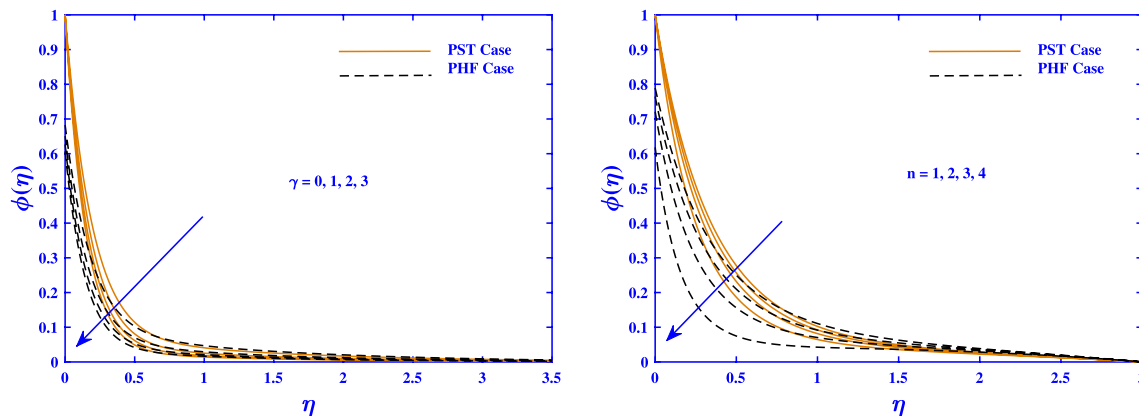 1
0.9
0.8
0.7
0.6
0.5
0.4
0.3
0.2
0.1
0
ϕ(η)
PST Case
PHF Case
γ = 0, 1, 2, 3
0 0.5 1 1.5 2 2.5 3 3.5
η
1
0.9
0.8
0.7
0.6
0.5
0.4
0.3
0.2
0.1
0
ϕ(η)
PST Case
PHF Case
n = 1, 2, 3, 4
0 0.5 1 1.5 2 2.5 3
η